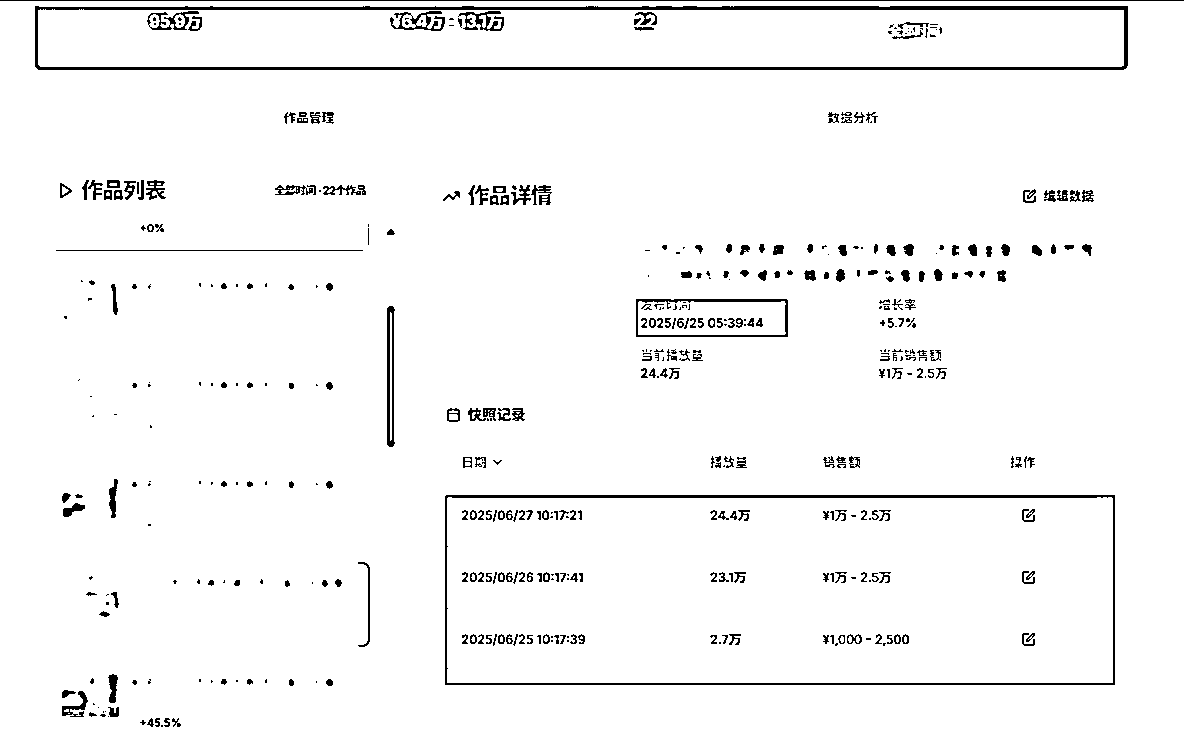 95.9万 ¥6.4万 - 13.1万 22 全部时间
作品管理 数据分析
作品列表 全部时间·22个作品
+0%
+45.5%
作品详情 编辑数据
发布时间 增长率
2025/6/25 05:39:44 +5.7%
当前播放量 当前销售额
24.4万 ¥1万 - 2.5万
快照记录
日期 播放量 销售额 操作
2025/06/27 10:17:21 24.4万 ¥1万 - 2.5万
2025/06/26 10:17:41 23.1万 ¥1万 - 2.5万
2025/06/25 10:17:39 2.7万 ¥1,000 - 2,500